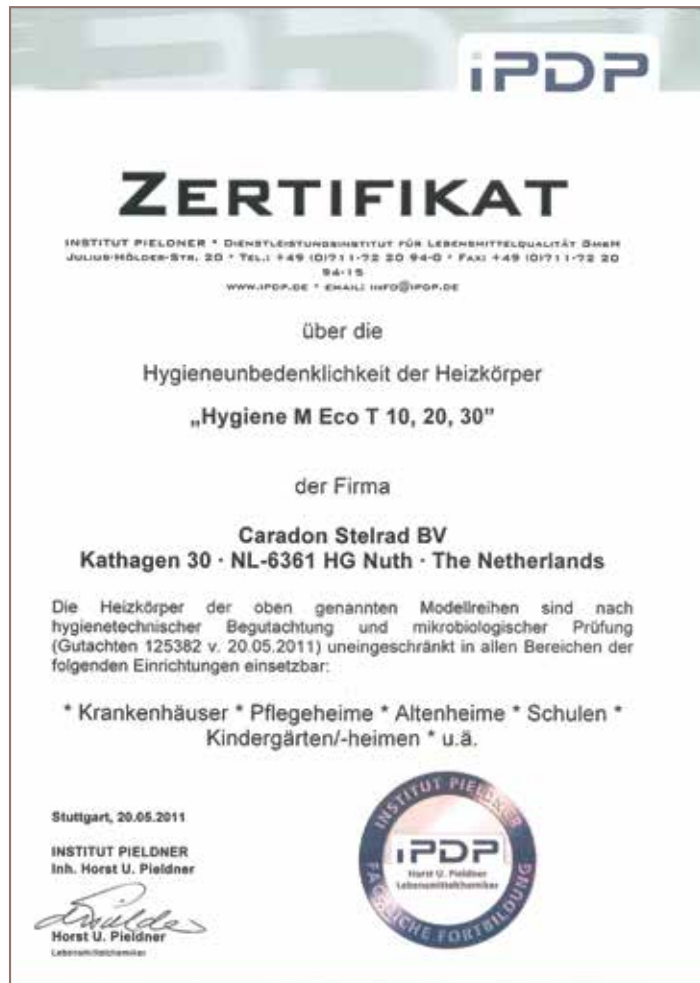 iPDP
ZERTIFIKAT
INSTITUT PIELDNER * DIENSTLEISTUNGSINSTITUT FÜR LEBENSMITTELQUALITÄT GMBH
JULIUS-HÖLDER-STR. 20 * TEL.: +49 (0)711-72 20 94-0 * FAX: +49 (0)711-72 20
94-15
WWW.IPDP.DE * EMAIL: INFO@IPDP.DE
über die
Hygieneunbedenklichkeit der Heizkörper
„Hygiene M Eco T 10, 20, 30”
der Firma
Caradon Stelrad BV
Kathagen 30 · NL-6361 HG Nuth · The Netherlands
Die Heizkörper der oben genannten Modellreihen sind nach
hygienetechnischer Begutachtung und mikrobiologischer Prüfung
(Gutachten 125382 v. 20.05.2011) uneingeschränkt in allen Bereichen der
folgenden Einrichtungen einsetzbar:
* Krankenhäuser * Pflegeheime * Altenheime * Schulen *
Kindergärten/-heimen * u.ä.
Stuttgart, 20.05.2011
INSTITUT PIELDNER
Inh. Horst U. Pieldner
Horst U. Pieldner
Lebensmittelchemiker
INSTITUT PIELDNER
iPDP
Horst U. Pieldner
Lebensmittelchemiker
FACHLICHE FORTBILDUNG